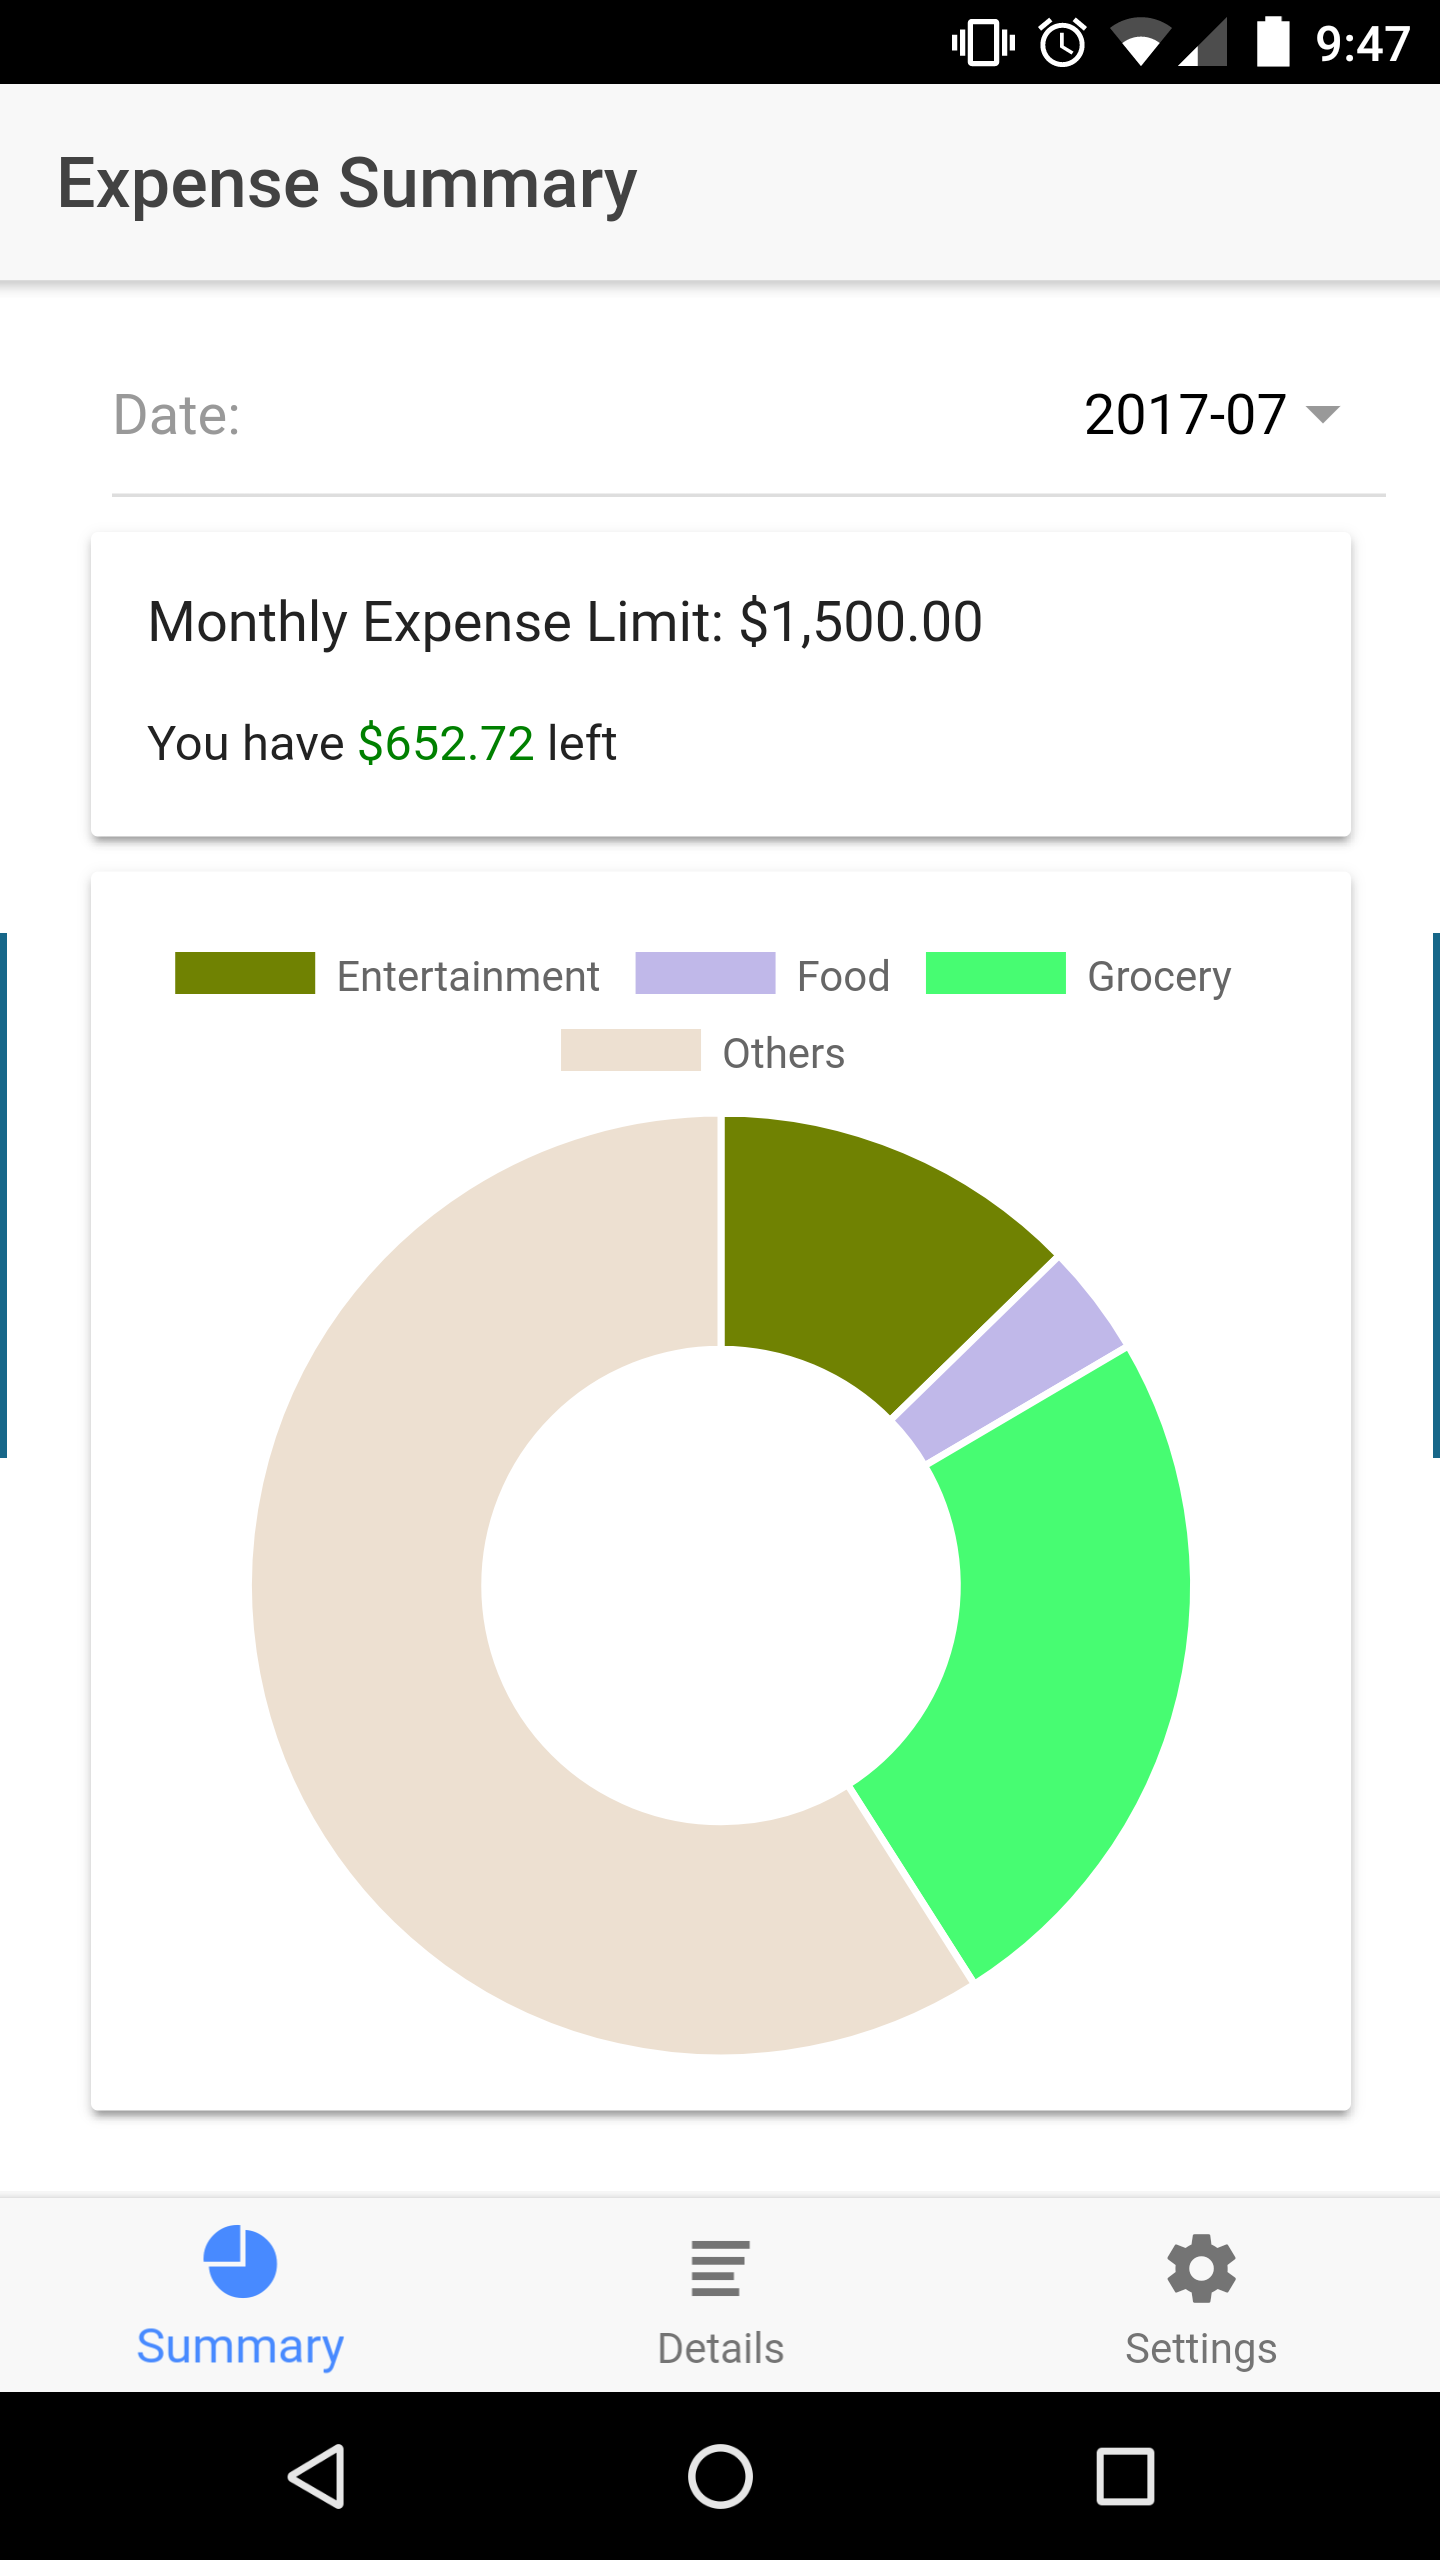 9:47
Expense Summary
Date: 2017-07
Monthly Expense Limit: $1,500.00
You have $652.72 left
Entertainment Food Grocery
Others
Summary Details Settings